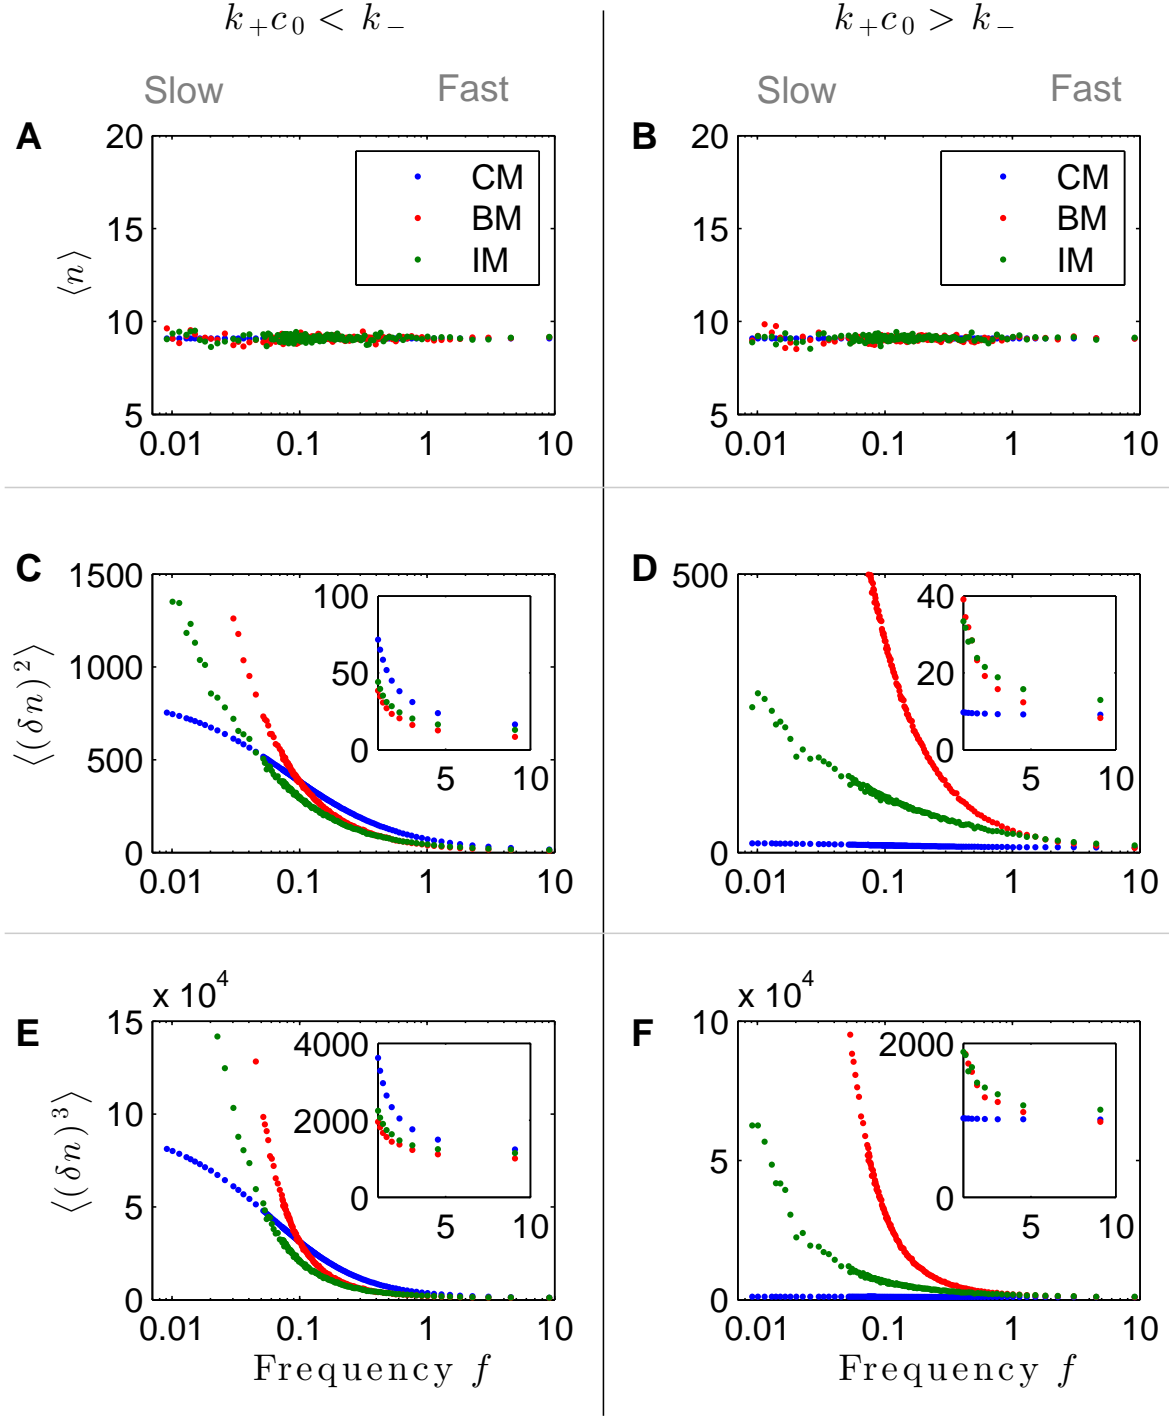 k₊c₀ < k₋
k₊c₀ > k₋
Slow
Fast
Slow
Fast
A
20
15
10
5
⟨n⟩
CM
BM
IM
0.01 0.1 1 10
B
20
15
10
5
CM
BM
IM
0.01 0.1 1 10
C
1500
1000
500
0
⟨(δn)²⟩
100
50
0
5 10
0.01 0.1 1 10
D
500
0
40
20
0
5 10
0.01 0.1 1 10
E
x 10⁴
15
10
5
0
⟨(δn)³⟩
4000
2000
0
5 10
0.01 0.1 1 10
Frequency f
F
x 10⁴
10
5
0
2000
0
5 10
0.01 0.1 1 10
Frequency f